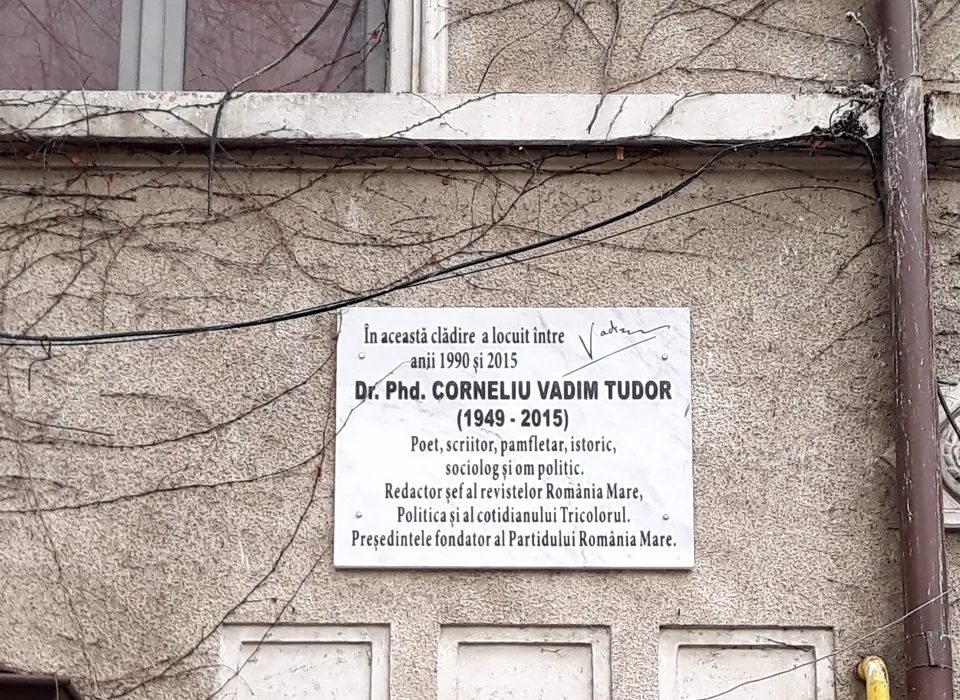 În această clădire a locuit între
anii 1990 și 2015
Vadim
Dr. Phd. CORNELIU VADIM TUDOR
(1949 - 2015)
Poet, scriitor, pamfletar, istoric,
sociolog și om politic.
Redactor șef al revistelor România Mare,
Politica și al cotidianului Tricolorul.
Președintele fondator al Partidului România Mare.